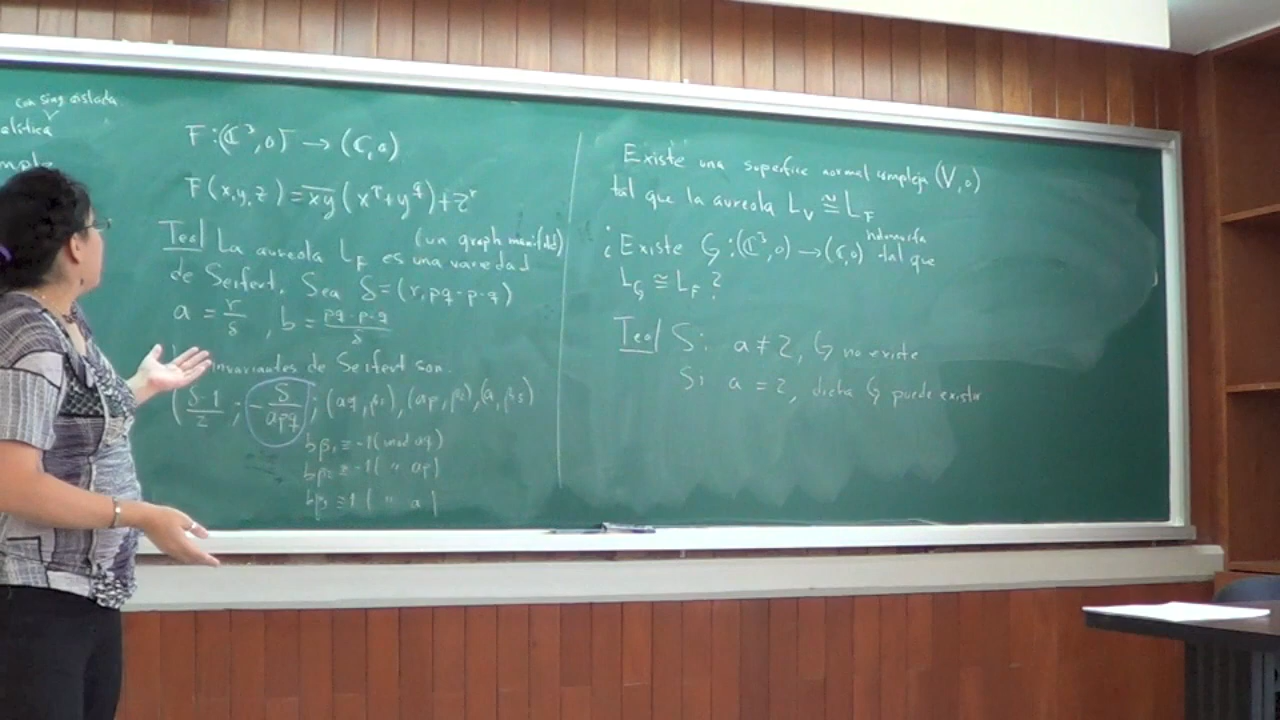 con sing. aislada
F:(ℂ³,0) → (ℂ,0)
F(x,y,z) = \overline{xy}(x^p+y^q)+z^r
Teo| La aureola L_F es una variedad (un graph manifold)
de Seifert. Sea δ=(r,pq-p-q)
a = r/δ , b = (pq-p-q)/δ
invariantes de Seifert son.
(δ-1)/2 ; -δ/(apq) ; (aq,β₁),(ap,β₂),
bβ₁ ≡ -1(mod aq)
bβ₂ ≡ -1( " ap)
bβ₃ ≡ 1( " a)
Existe una superficie normal compleja (V,0)
tal que la aureola L_V ≅ L_F
¿Existe G:(ℂ³,0) → (ℂ,0) holomorfa tal que
L_G ≅ L_F ?
Teo| Si a≠2, G no existe
Si a = 2, dicha G puede existir